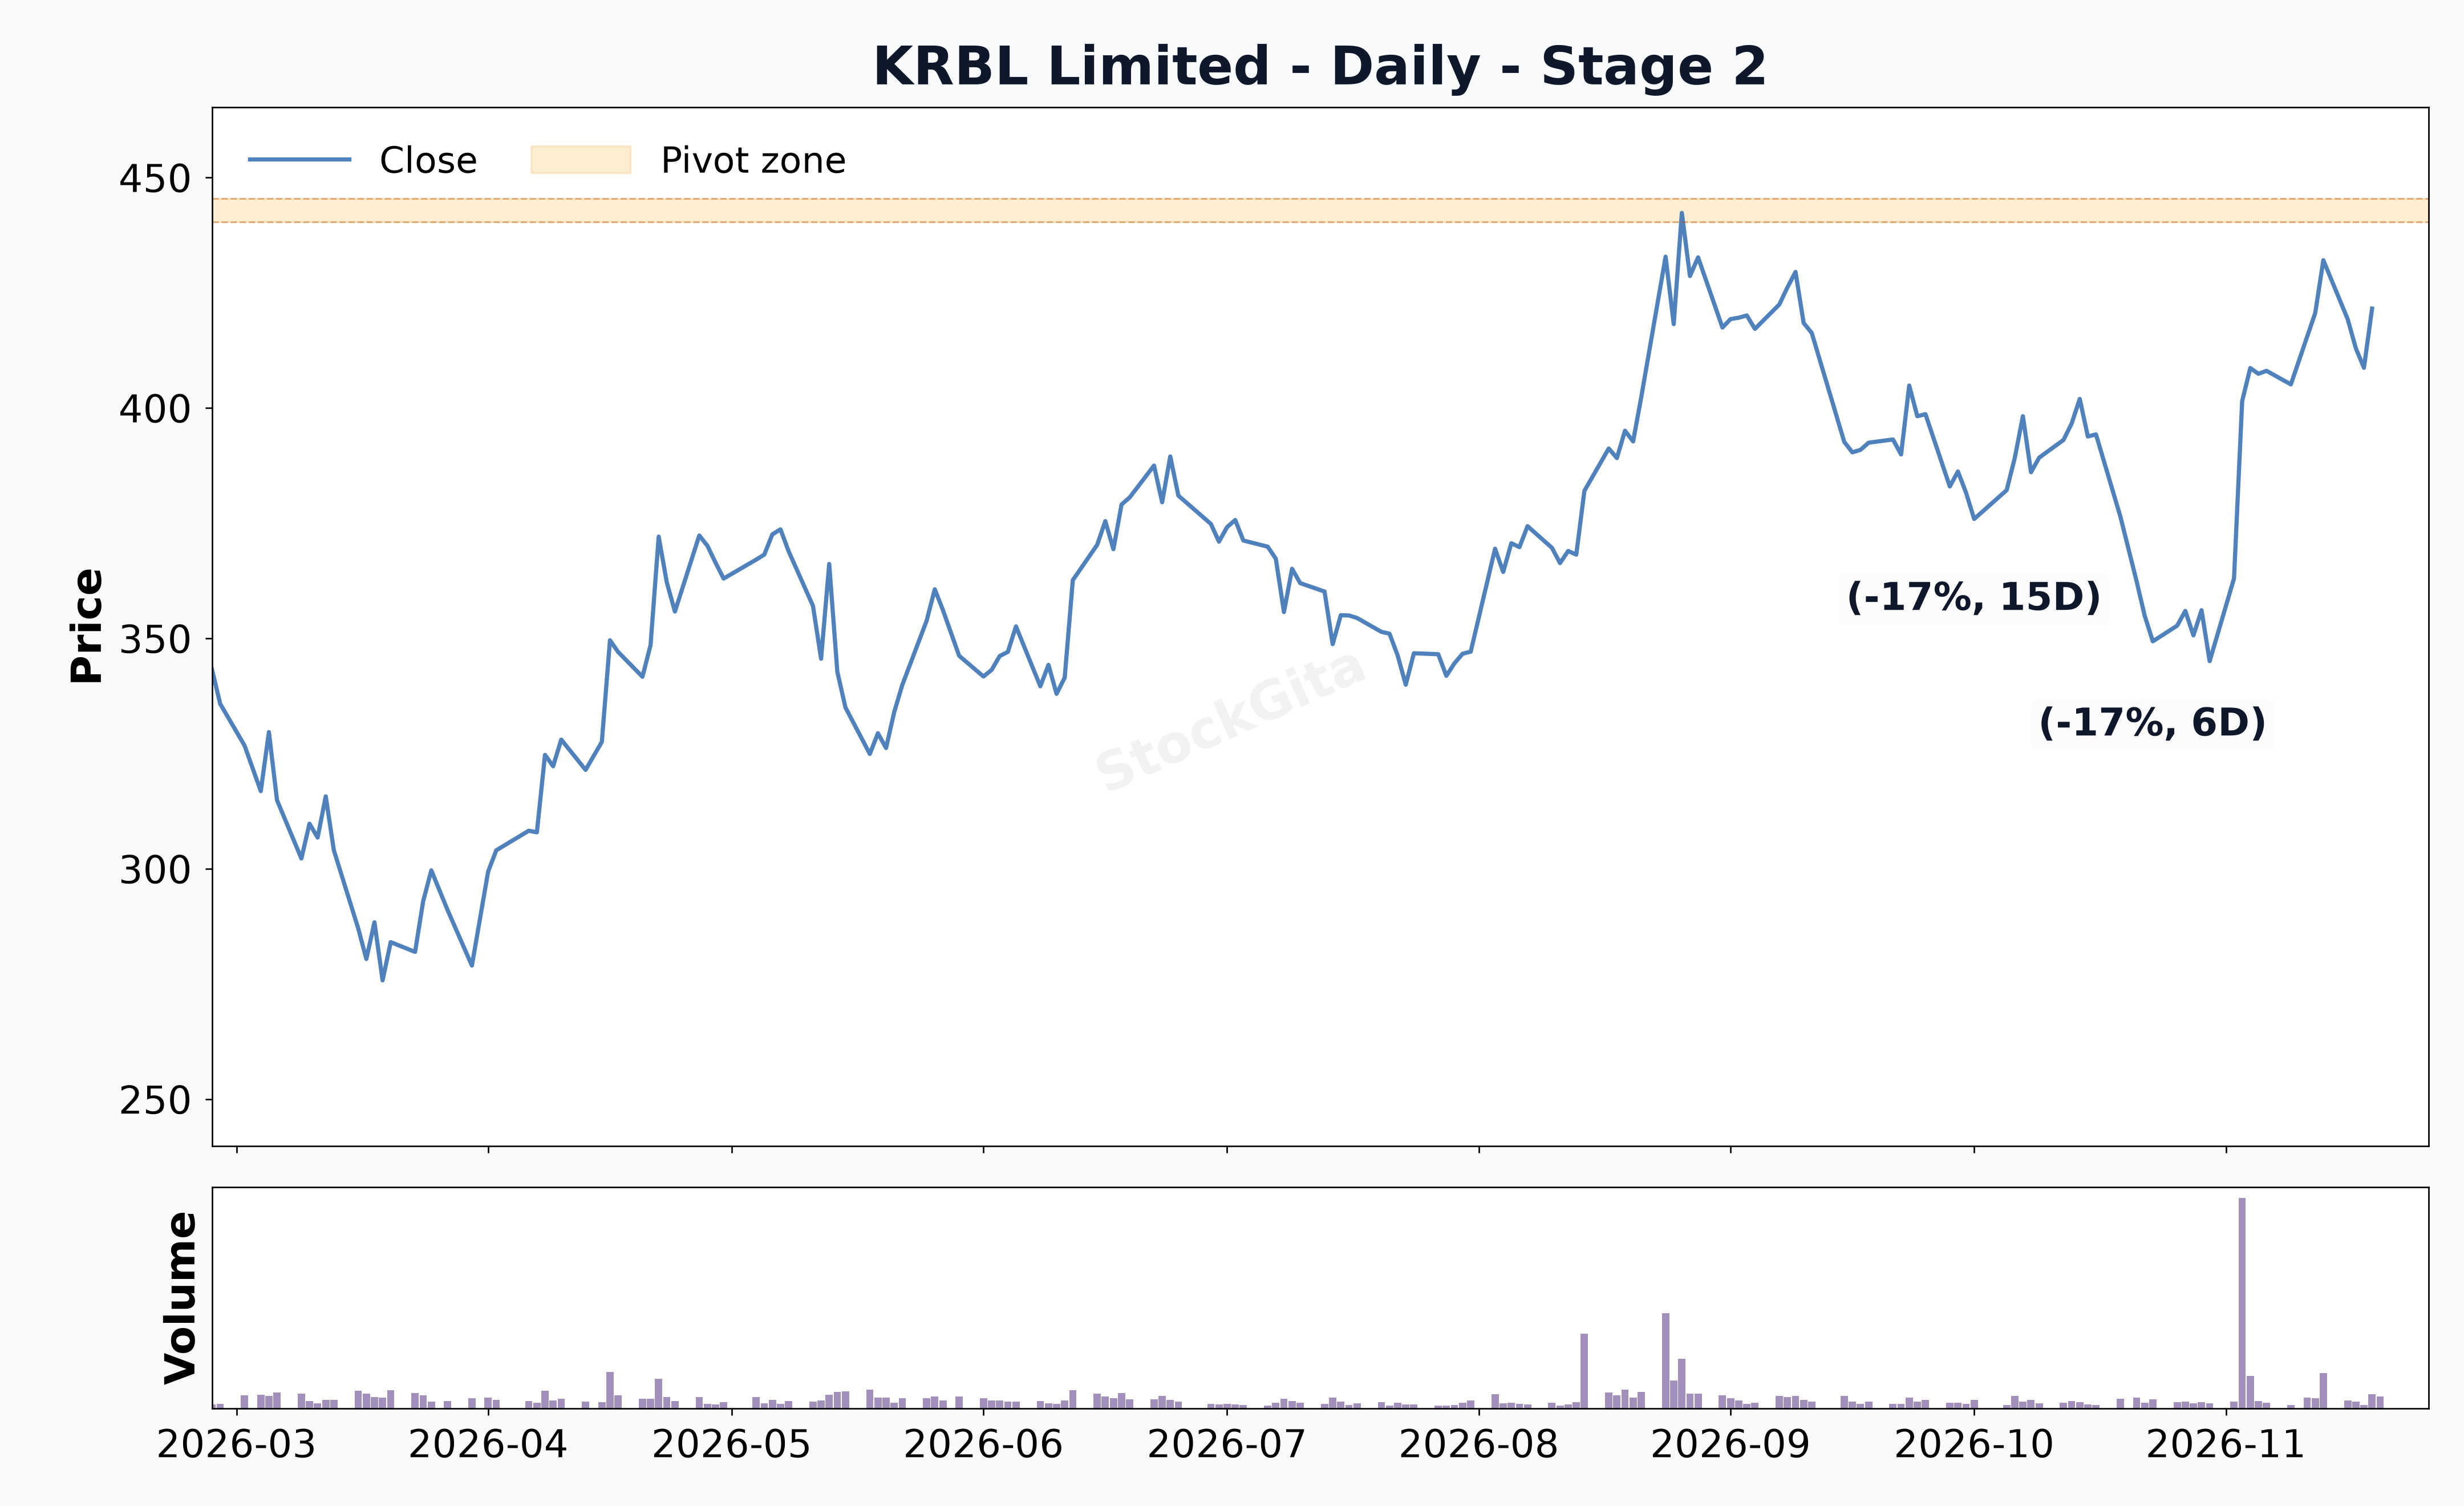 KRBL Limited - Daily - Stage 2
Close
Pivot zone
450
400
350
300
250
Price
(-17%, 15D)
(-17%, 6D)
StockGita
Volume
2026-03
2026-04
2026-05
2026-06
2026-07
2026-08
2026-09
2026-10
2026-11